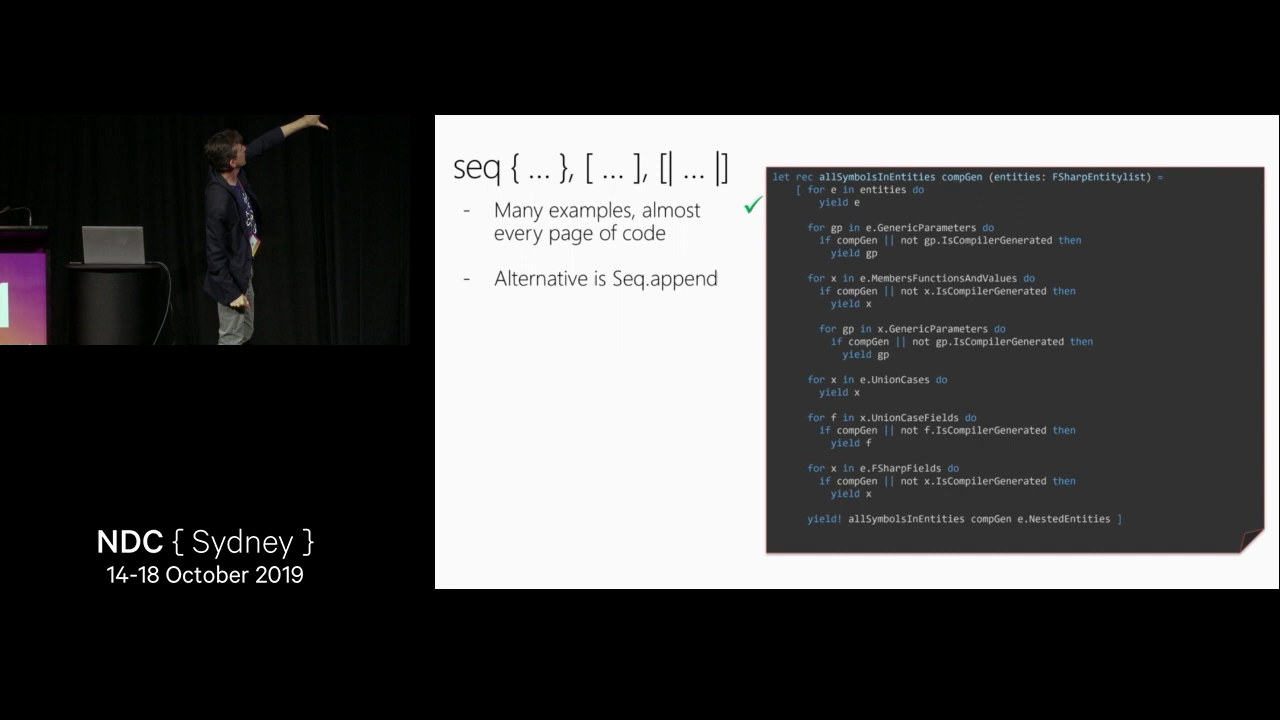 seq { ... }, [ ... ], [| ... |]
- Many examples, almost
every page of code
- Alternative is Seq.append
let rec allSymbolsInEntities compGen (entities: FSharpEntitylist) =
[ for e in entities do
yield e
for gp in e.GenericParameters do
if compGen || not gp.IsCompilerGenerated then
yield gp
for x in e.MembersFunctionsAndValues do
if compGen || not x.IsCompilerGenerated then
yield x
for gp in x.GenericParameters do
if compGen || not gp.IsCompilerGenerated then
yield gp
for x in e.UnionCases do
yield x
for f in x.UnionCaseFields do
if compGen || not f.IsCompilerGenerated then
yield f
for x in e.FSharpFields do
if compGen || not x.IsCompilerGenerated then
yield x
yield! allSymbolsInEntities compGen e.NestedEntities ]
NDC { Sydney }
14-18 October 2019